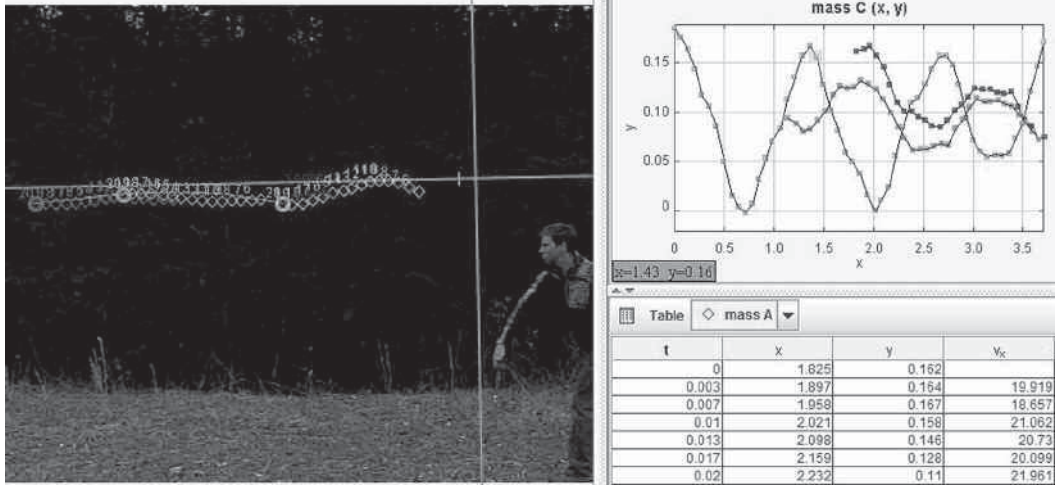 mass C (x, y)
0.15
0.10
y
0.05
0
0 0.5 1.0 1.5 2.0 2.5 3.0 3.5
x
x=1.43 y=0.16
Table mass A
t x y vₓ
0 1.825 0.162
0.003 1.897 0.164 19.919
0.007 1.958 0.167 18.657
0.01 2.021 0.158 21.062
0.013 2.098 0.146 20.73
0.017 2.159 0.128 20.099
0.02 2.232 0.11 21.961